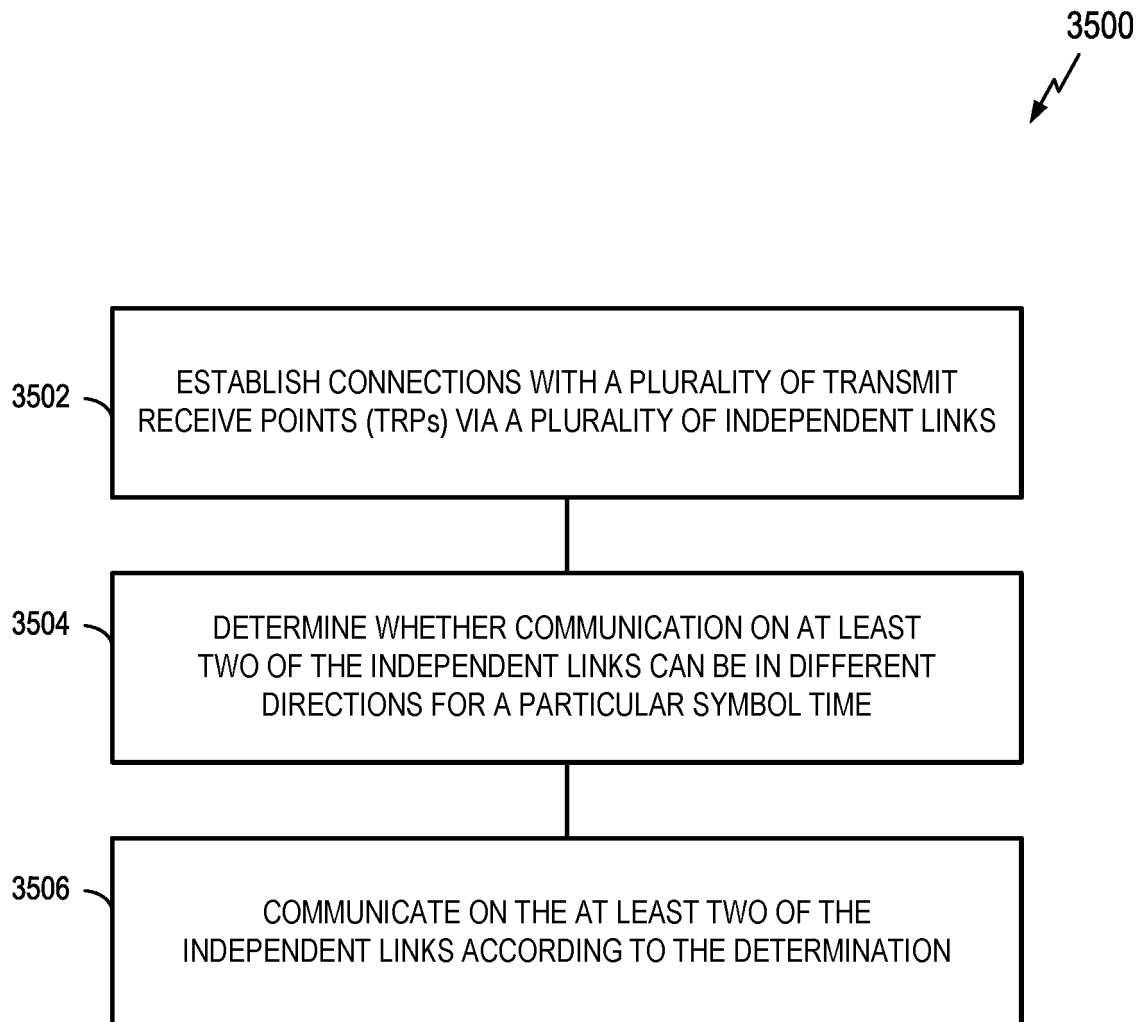 3500
3502
ESTABLISH CONNECTIONS WITH A PLURALITY OF TRANSMIT
RECEIVE POINTS (TRPs) VIA A PLURALITY OF INDEPENDENT LINKS
3504
DETERMINE WHETHER COMMUNICATION ON AT LEAST
TWO OF THE INDEPENDENT LINKS CAN BE IN DIFFERENT
DIRECTIONS FOR A PARTICULAR SYMBOL TIME
3506
COMMUNICATE ON THE AT LEAST TWO OF THE
INDEPENDENT LINKS ACCORDING TO THE DETERMINATION